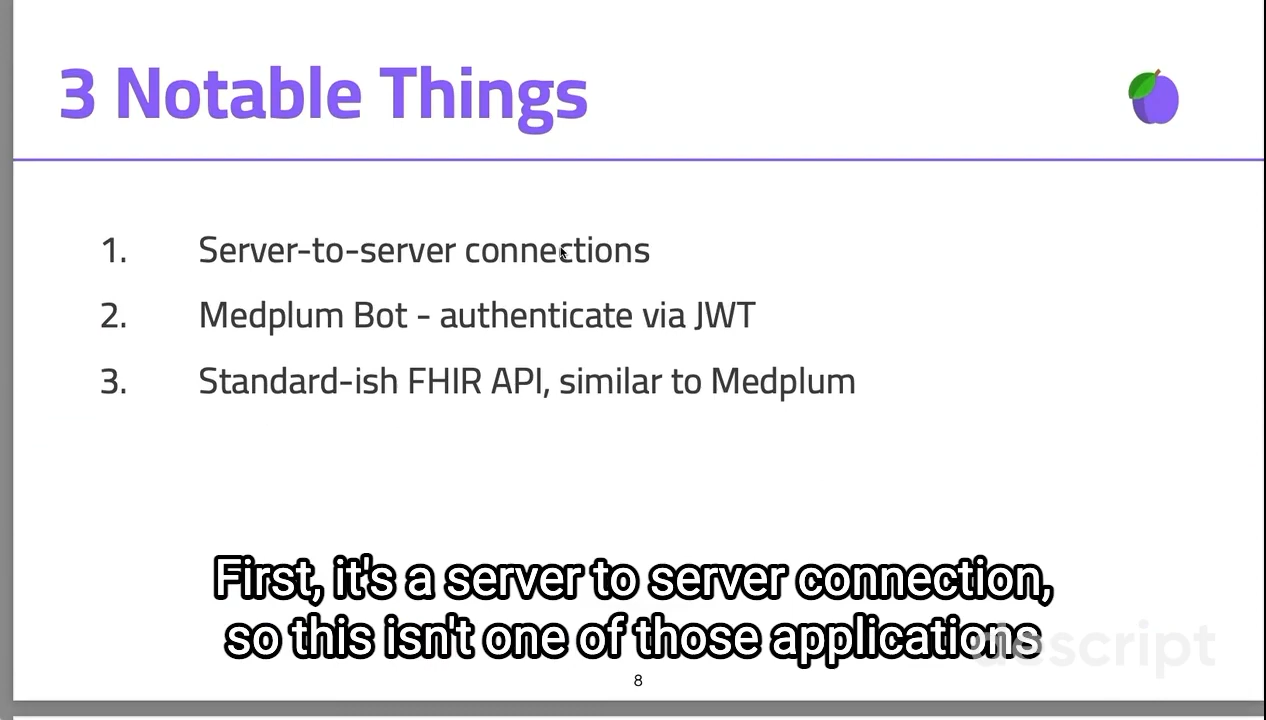 3 Notable Things
1. Server-to-server connections
2. Medplum Bot - authenticate via JWT
3. Standard-ish FHIR API, similar to Medplum
First, it's a server to server connection,
so this isn't one of those applications
descript
8